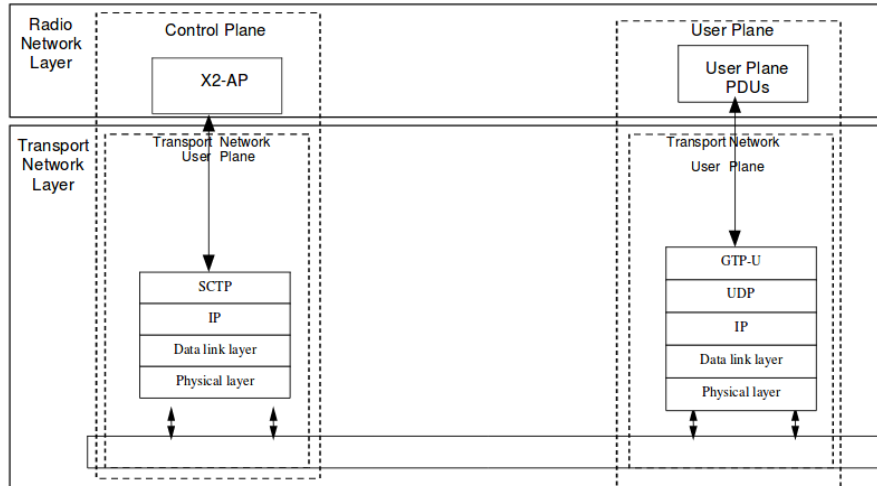 Radio
Network
Layer
Control Plane
X2-AP
User Plane
User Plane
PDUs
Transport
Network
Layer
Transport Network
User Plane
SCTP
IP
Data link layer
Physical layer
Transport Network
User Plane
GTP-U
UDP
IP
Data link layer
Physical layer